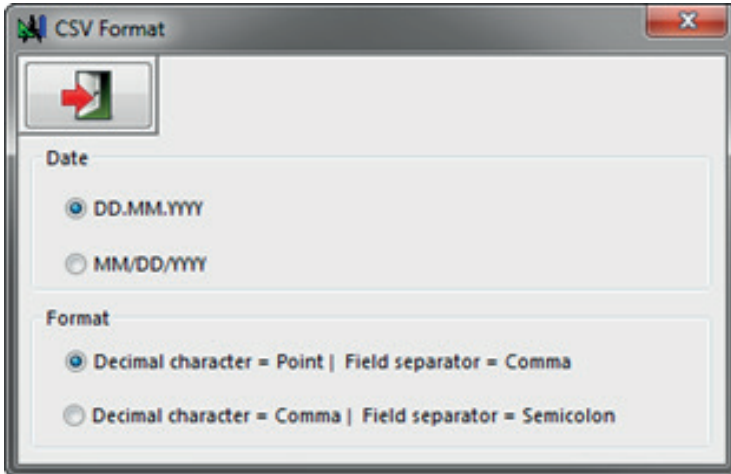 CSV Format
Date
DD.MM.YYYY
MM/DD/YYYY
Format
Decimal character = Point | Field separator = Comma
Decimal character = Comma | Field separator = Semicolon